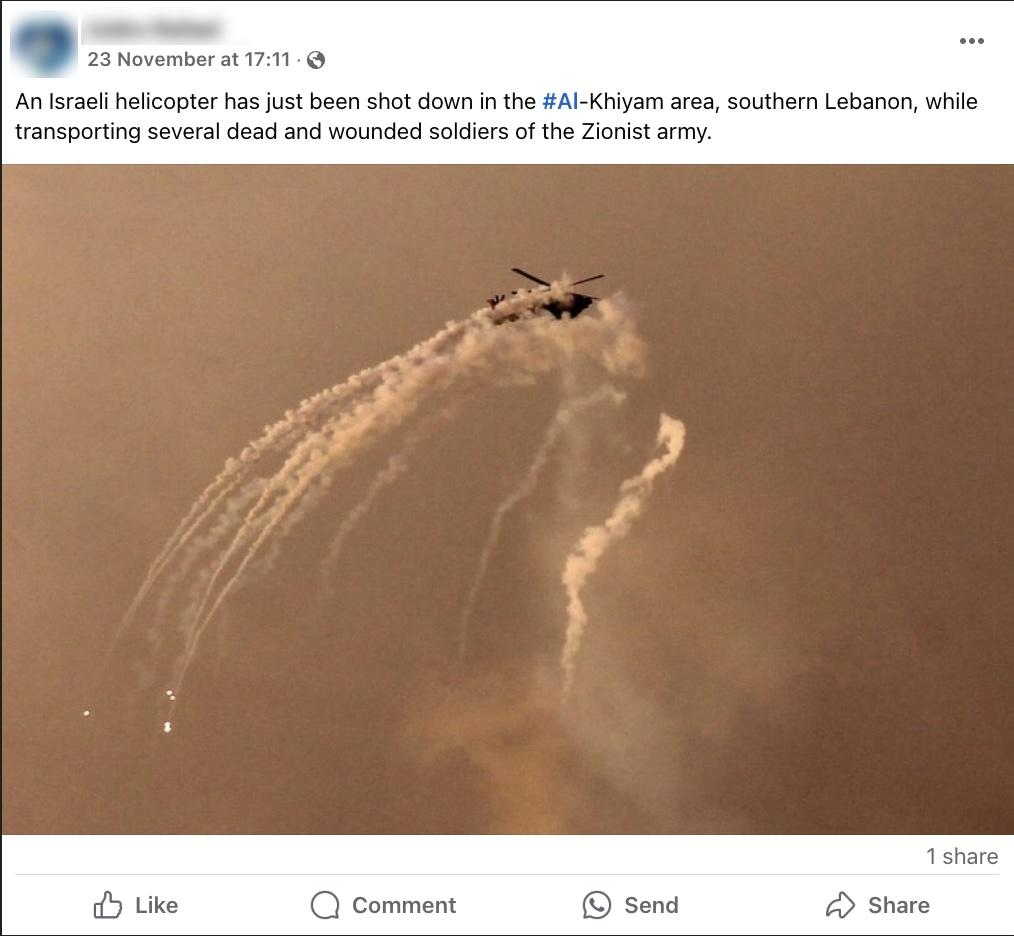 23 November at 17:11 ·
An Israeli helicopter has just been shot down in the #Al-Khiyam area, southern Lebanon, while
transporting several dead and wounded soldiers of the Zionist army.
1 share
Like
Comment
Send
Share